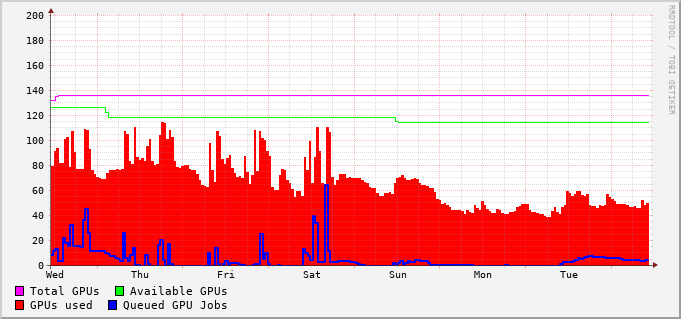 200
180
160
140
120
100
80
60
40
20
0
Wed Thu Fri Sat Sun Mon Tue
Total GPUs Available GPUs
GPUs used Queued GPU Jobs
RRDTOOL / TOBI OETIKER